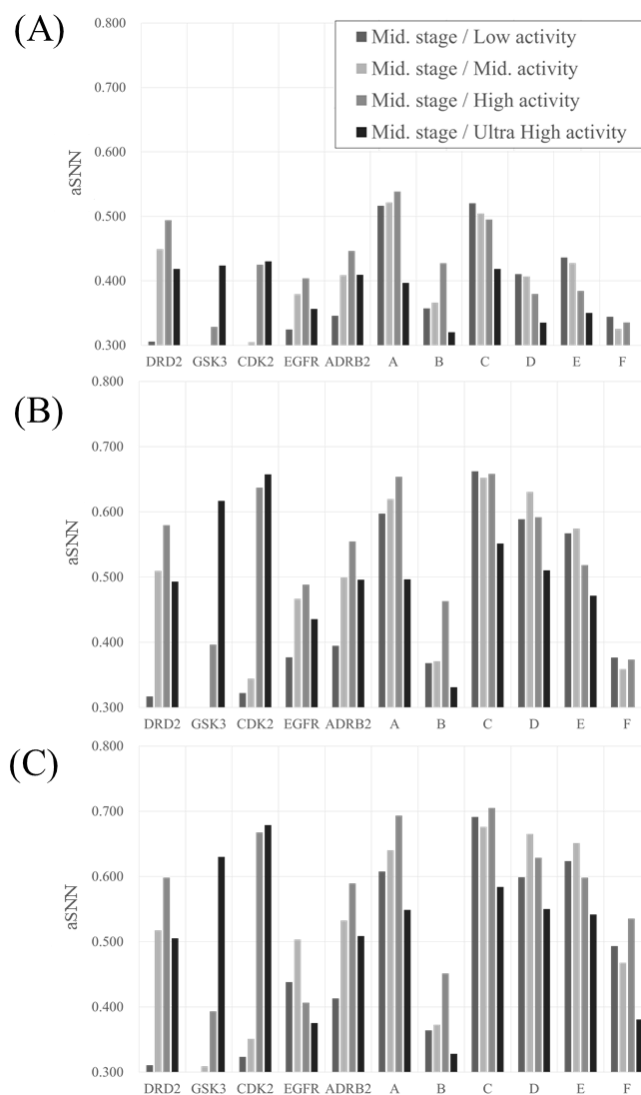 (A)
0.800
0.700
0.600
0.500
0.400
0.300
aSNN
Mid. stage / Low activity
Mid. stage / Mid. activity
Mid. stage / High activity
Mid. stage / Ultra High activity
DRD2 GSK3 CDK2 EGFR ADRB2 A B C D E F
(B)
0.800
0.700
0.600
0.500
0.400
0.300
aSNN
DRD2 GSK3 CDK2 EGFR ADRB2 A B C D E F
(C)
0.800
0.700
0.600
0.500
0.400
0.300
aSNN
DRD2 GSK3 CDK2 EGFR ADRB2 A B C D E F